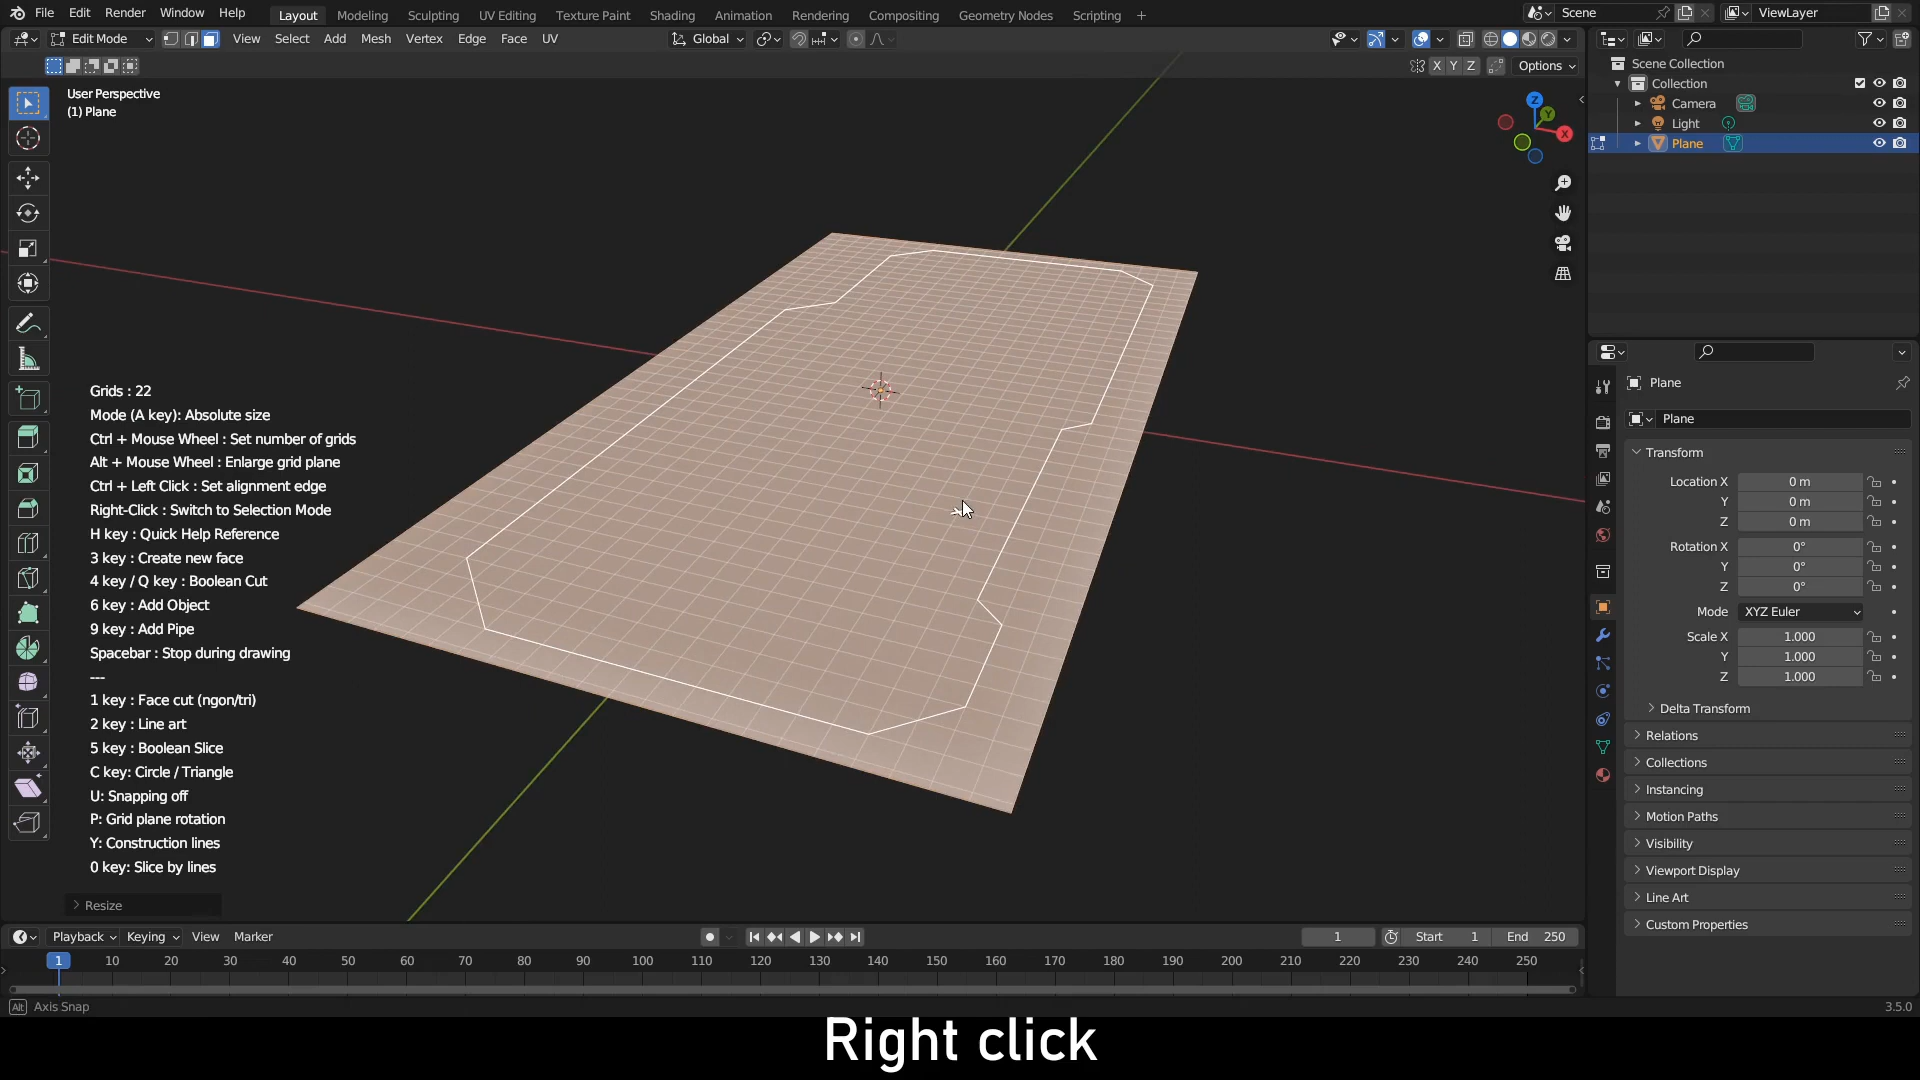 File Edit Render Window Help Layout Modeling Sculpting UV Editing Texture Paint Shading Animation Rendering Compositing Geometry Nodes Scripting + Scene ViewLayer
Edit Mode View Select Add Mesh Vertex Edge Face UV Global
X Y Z Options
User Perspective
(1) Plane
Z
Y
X
Grids : 22
Mode (A key): Absolute size
Ctrl + Mouse Wheel : Set number of grids
Alt + Mouse Wheel : Enlarge grid plane
Ctrl + Left Click : Set alignment edge
Right-Click : Switch to Selection Mode
H key : Quick Help Reference
3 key : Create new face
4 key / Q key : Boolean Cut
6 key : Add Object
9 key : Add Pipe
Spacebar : Stop during drawing
---
1 key : Face cut (ngon/tri)
2 key : Line art
5 key : Boolean Slice
C key: Circle / Triangle
U: Snapping off
P: Grid plane rotation
Y: Construction lines
0 key: Slice by lines
Resize
Scene Collection
Collection
Camera
Light
Plane
Plane
Plane
Transform
Location X 0 m
Y 0 m
Z 0 m
Rotation X 0°
Y 0°
Z 0°
Mode XYZ Euler
Scale X 1.000
Y 1.000
Z 1.000
Delta Transform
Relations
Collections
Instancing
Motion Paths
Visibility
Viewport Display
Line Art
Custom Properties
Playback Keying View Marker 1 Start 1 End 250
1 10 20 30 40 50 60 70 80 90 100 110 120 130 140 150 160 170 180 190 200 210 220 230 240 250
Alt Axis Snap 3.5.0
Right click